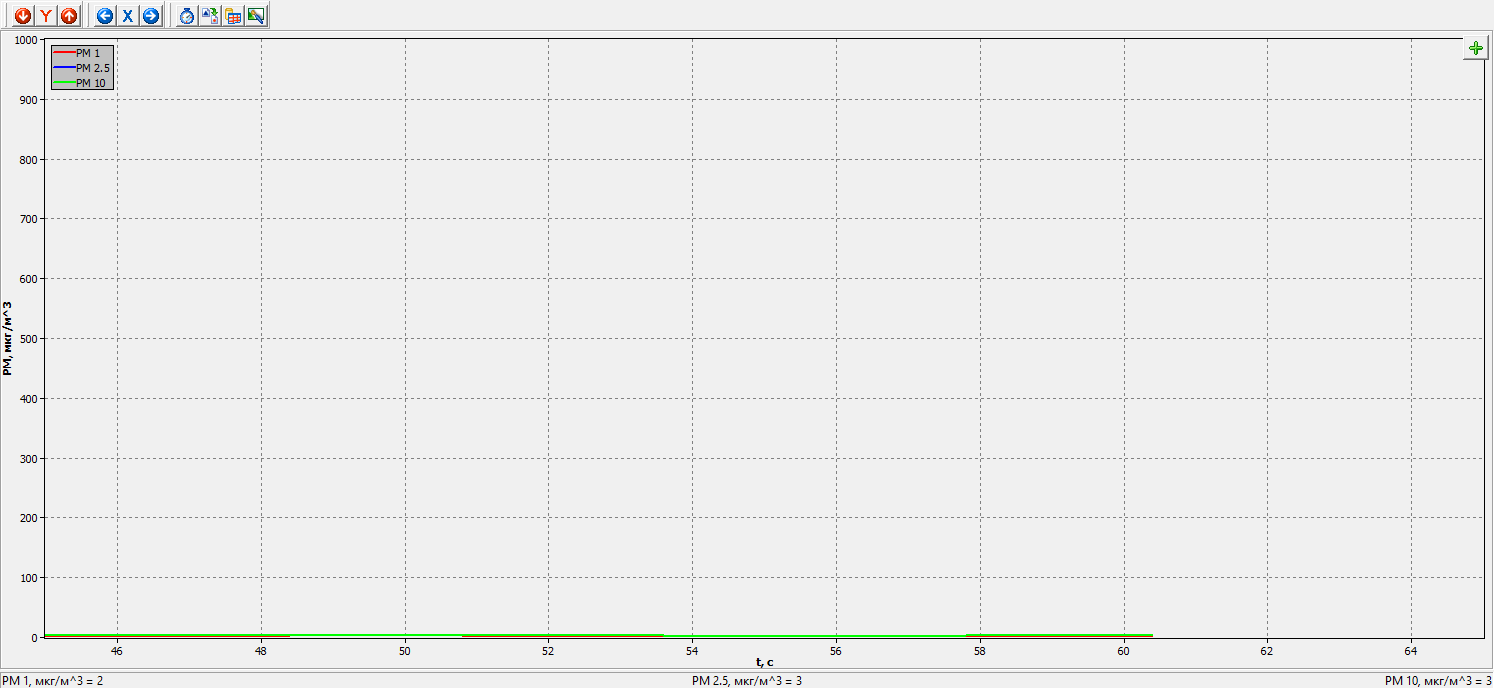 Y
X
1000
PM 1
PM 2.5
PM 10
900
800
700
600
500
400
300
200
100
0
PM, мкг/м^3
46 48 50 52 54 56 58 60 62 64
t, с
PM 1, мкг/м^3 = 2 PM 2.5, мкг/м^3 = 3 PM 10, мкг/м^3 = 3